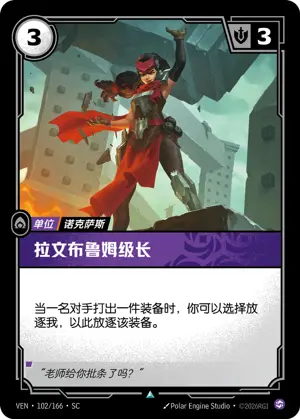 3
3
单位 诺克萨斯
拉文布鲁姆级长
当一名对手打出一件装备时，你可以选择放
逐我，以此放逐该装备。
"老师给你批条了吗？"
VEN · 102/166 · SC
Polar Engine Studio · ©2026RGI